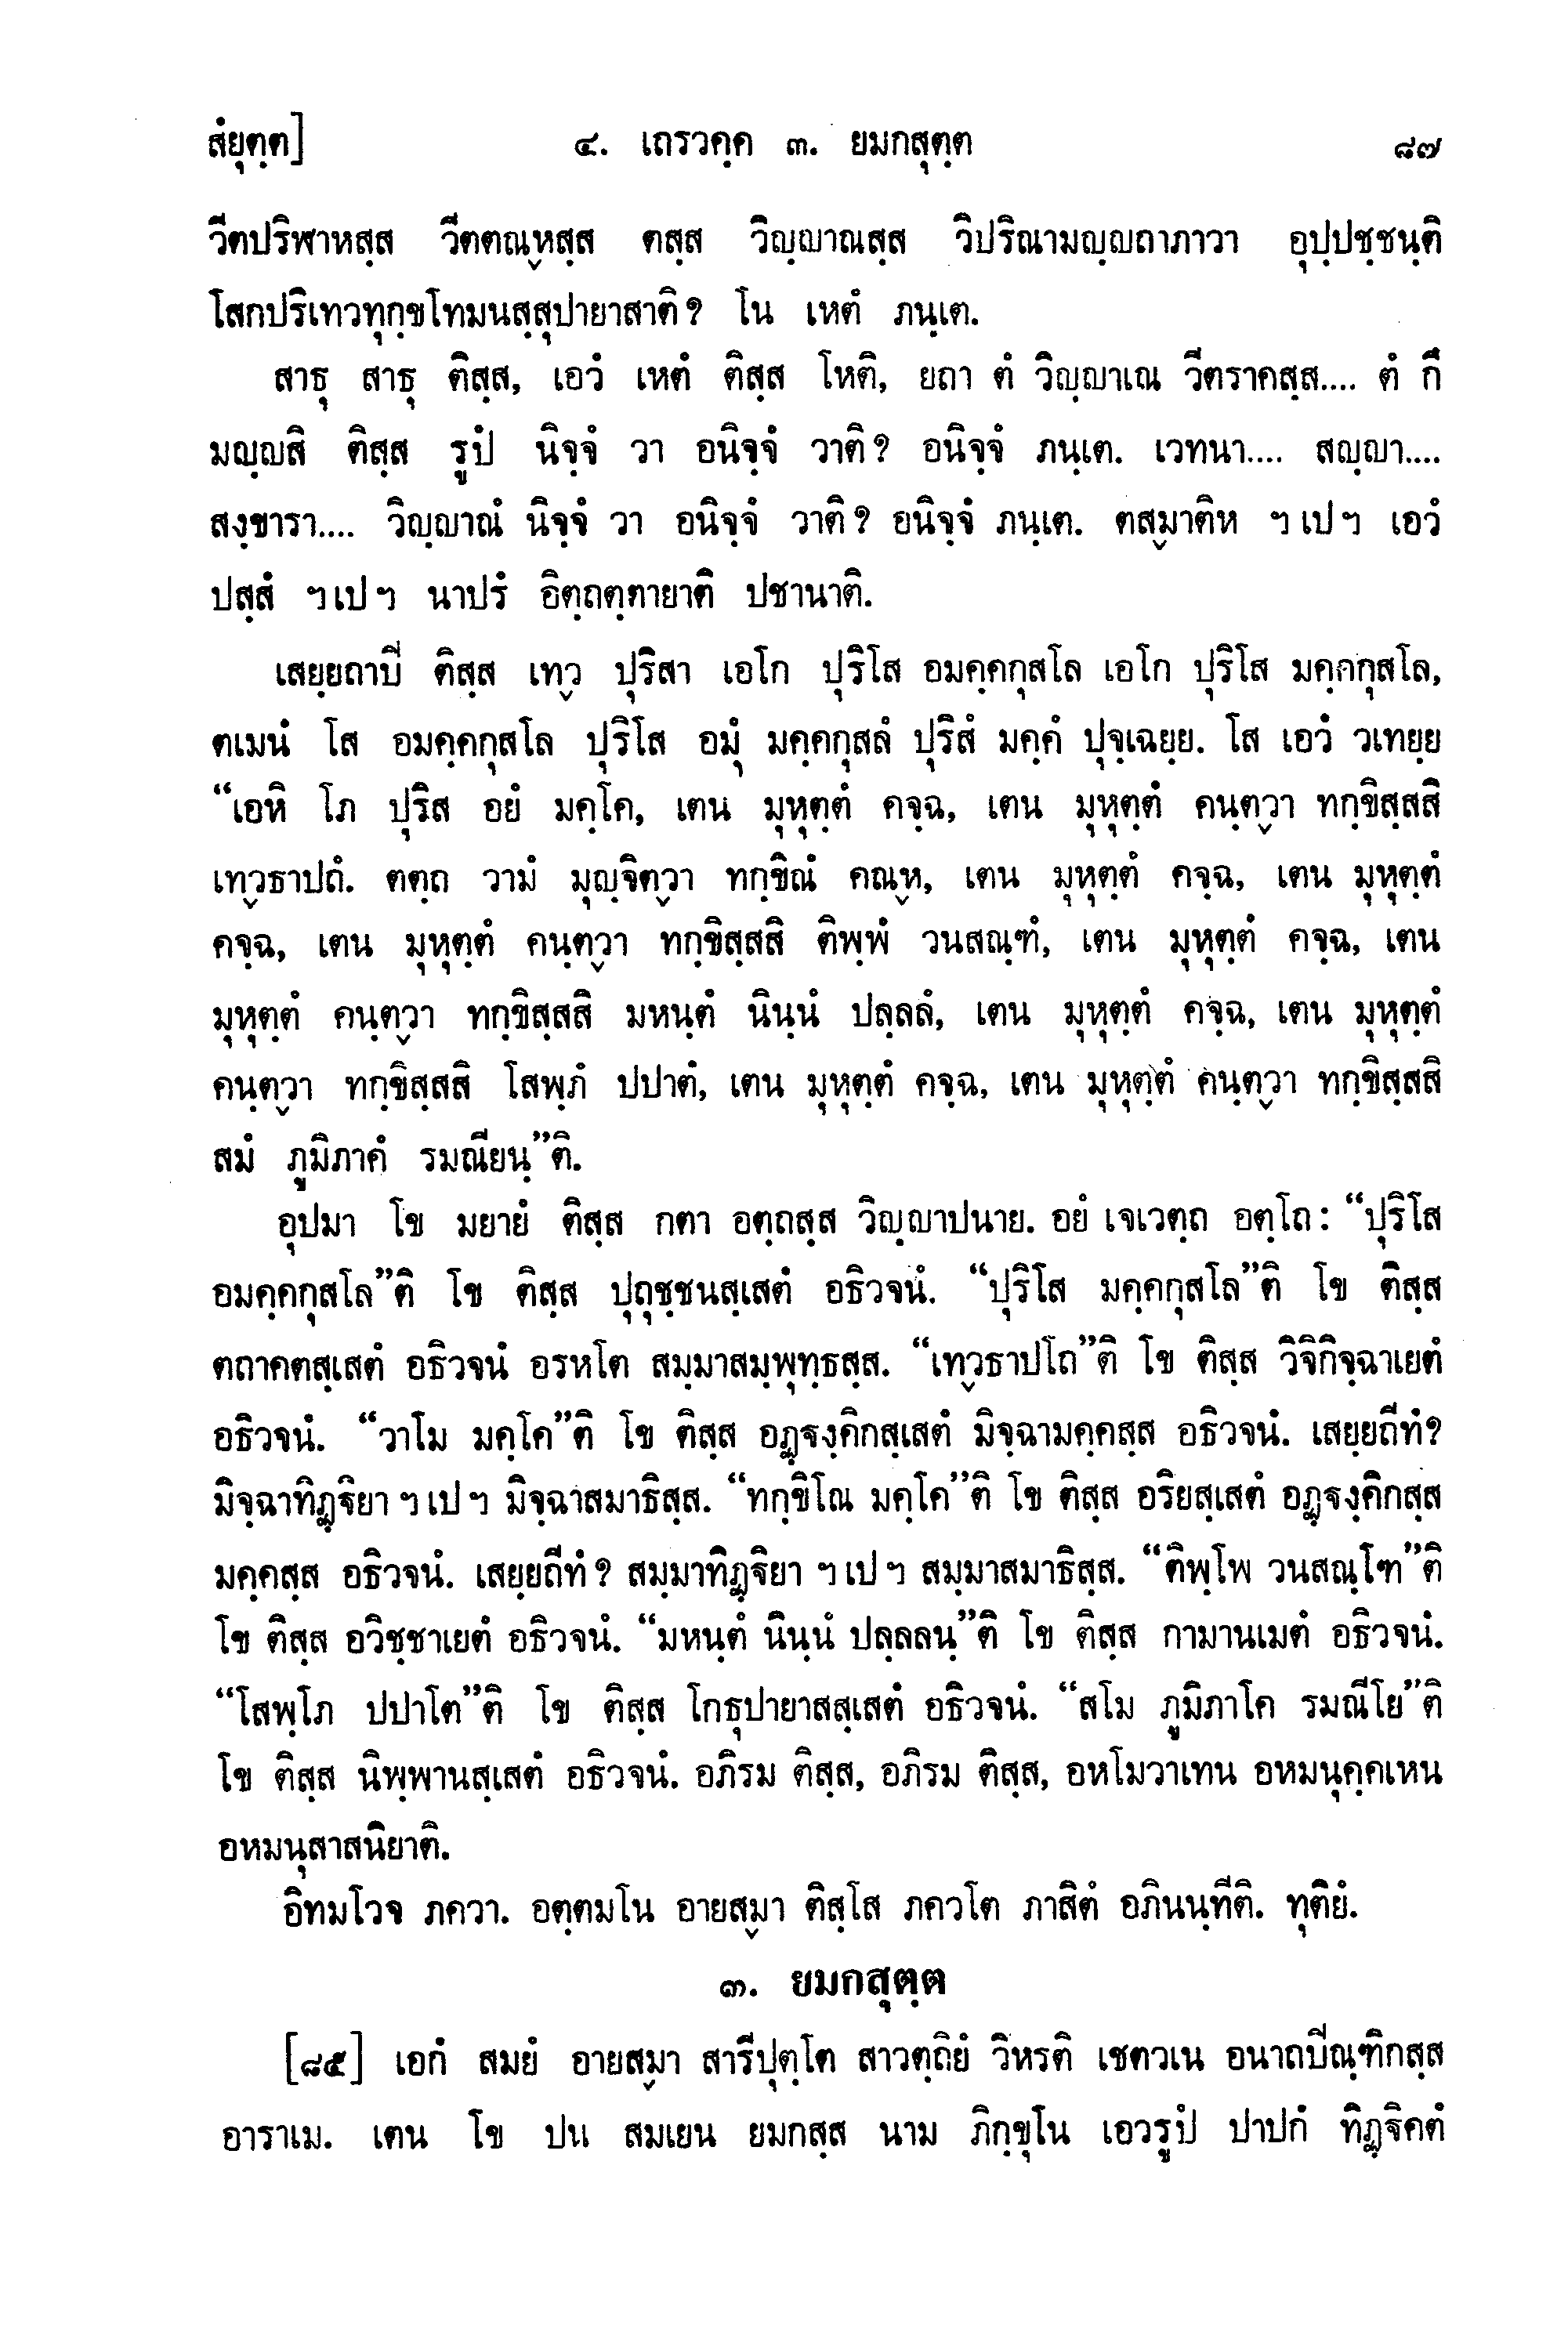 สํยุตฺต] ๔. เถรวคฺค ๓. ยมกสุตฺต ๘๗
วีตปริฬาหสฺส วีตตณฺหสฺส ตสฺส วิญฺญาณสฺส วิปริณามญฺญถาภาวา อุปฺปชฺชนฺติ
โสกปริเทวทุกฺขโทมนสฺสุปายาสาติ? โน เหตํ ภนฺเต.
สาธุ สาธุ ติสฺส, เอวํ เหตํ ติสฺส โหติ, ยถา ตํ วิญฺญาเณ วีตราคสฺส.... ตํ กึ
มญฺญสิ ติสฺส รูปํ นิจฺจํ วา อนิจฺจํ วาติ? อนิจฺจํ ภนฺเต. เวทนา.... สญฺญา....
สงฺขารา.... วิญฺญาณํ นิจฺจํ วา อนิจฺจํ วาติ? อนิจฺจํ ภนฺเต. ตสฺมาติห ฯเปฯ เอวํ
ปสฺสํ ฯเปฯ นาปรํ อิตฺถตฺตายาติ ปชานาติ.
เสยฺยถาปิ ติสฺส เทฺว ปุริสา เอโก ปุริโส อมคฺคกุสโล เอโก ปุริโส มคฺคกุสโล,
ตเมนํ โส อมคฺคกุสโล ปุริโส อมุํ มคฺคกุสลํ ปุริสํ มคฺคํ ปุจฺเฉยฺย. โส เอวํ วเทยฺย
“เอหิ โภ ปุริส อยํ มคฺโค, เตน มุหุตฺตํ คจฺฉ, เตน มุหุตฺตํ คนฺตฺวา ทกฺขิสฺสสิ
เทฺวธาปถํ. ตตฺถ วามํ มุญฺจิตฺวา ทกฺขิณํ คณฺห, เตน มุหุตฺตํ คจฺฉ, เตน มุหุตฺตํ
คจฺฉ, เตน มุหุตฺตํ คนฺตฺวา ทกฺขิสฺสสิ ติพฺพํ วนสณฺฑํ, เตน มุหุตฺตํ คจฺฉ, เตน
มุหุตฺตํ คนฺตฺวา ทกฺขิสฺสสิ มหนฺตํ นินฺนํ ปลฺลลํ, เตน มุหุตฺตํ คจฺฉ, เตน มุหุตฺตํ
คนฺตฺวา ทกฺขิสฺสสิ โสพฺภํ ปปาตํ, เตน มุหุตฺตํ คจฺฉ, เตน มุหุตฺตํ คนฺตฺวา ทกฺขิสฺสสิ
สมํ ภูมิภาคํ รมณียนฺ”ติ.
อุปมา โข มยายํ ติสฺส กตา อตฺถสฺส วิญฺญาปนาย. อยํ เจเวตฺถ อตฺโถ: “ปุริโส
อมคฺคกุสโล”ติ โข ติสฺส ปุถุชฺชนสฺเสตํ อธิวจนํ. “ปุริโส มคฺคกุสโล”ติ โข ติสฺส
ตถาคตสฺเสตํ อธิวจนํ อรหโต สมฺมาสมฺพุทฺธสฺส. “เทฺวธาปโถ”ติ โข ติสฺส วิจิกิจฺฉาเยตํ
อธิวจนํ. “วาโม มคฺโค”ติ โข ติสฺส อฏฺฐงฺคิกสฺเสตํ มิจฺฉามคฺคสฺส อธิวจนํ. เสยฺยถีทํ?
มิจฺฉาทิฏฺฐิยา ฯเปฯ มิจฺฉาสมาธิสฺส. “ทกฺขิโณ มคฺโค”ติ โข ติสฺส อริยสฺเสตํ อฏฺฐงฺคิกสฺส
มคฺคสฺส อธิวจนํ. เสยฺยถีทํ? สมฺมาทิฏฺฐิยา ฯเปฯ สมฺมาสมาธิสฺส. “ติพฺโพ วนสณฺโฑ”ติ
โข ติสฺส อวิชฺชาเยตํ อธิวจนํ. “มหนฺตํ นินฺนํ ปลฺลลนฺ”ติ โข ติสฺส กามานเมตํ อธิวจนํ.
“โสพฺโภ ปปาโต”ติ โข ติสฺส โกธุปายาสสฺเสตํ อธิวจนํ. “สโม ภูมิภาโค รมณีโย”ติ
โข ติสฺส นิพฺพานสฺเสตํ อธิวจนํ. อภิรม ติสฺส, อภิรม ติสฺส, อหโมวาเทน อหมนุคฺคเหน
อหมนุสาสนิยาติ.
อิทมโวจ ภควา. อตฺตมโน อายสฺมา ติสฺโส ภควโต ภาสิตํ อภินนฺทีติ. ทุติยํ.
๓. ยมกสุตฺต
[๘๕] เอกํ สมยํ อายสฺมา สารีปุตฺโต สาวตฺถิยํ วิหรติ เชตวเน อนาถปิณฺฑิกสฺส
อาราเม. เตน โข ปน สมเยน ยมกสฺส นาม ภิกฺขุโน เอวรูปํ ปาปกํ ทิฏฺฐิคตํ